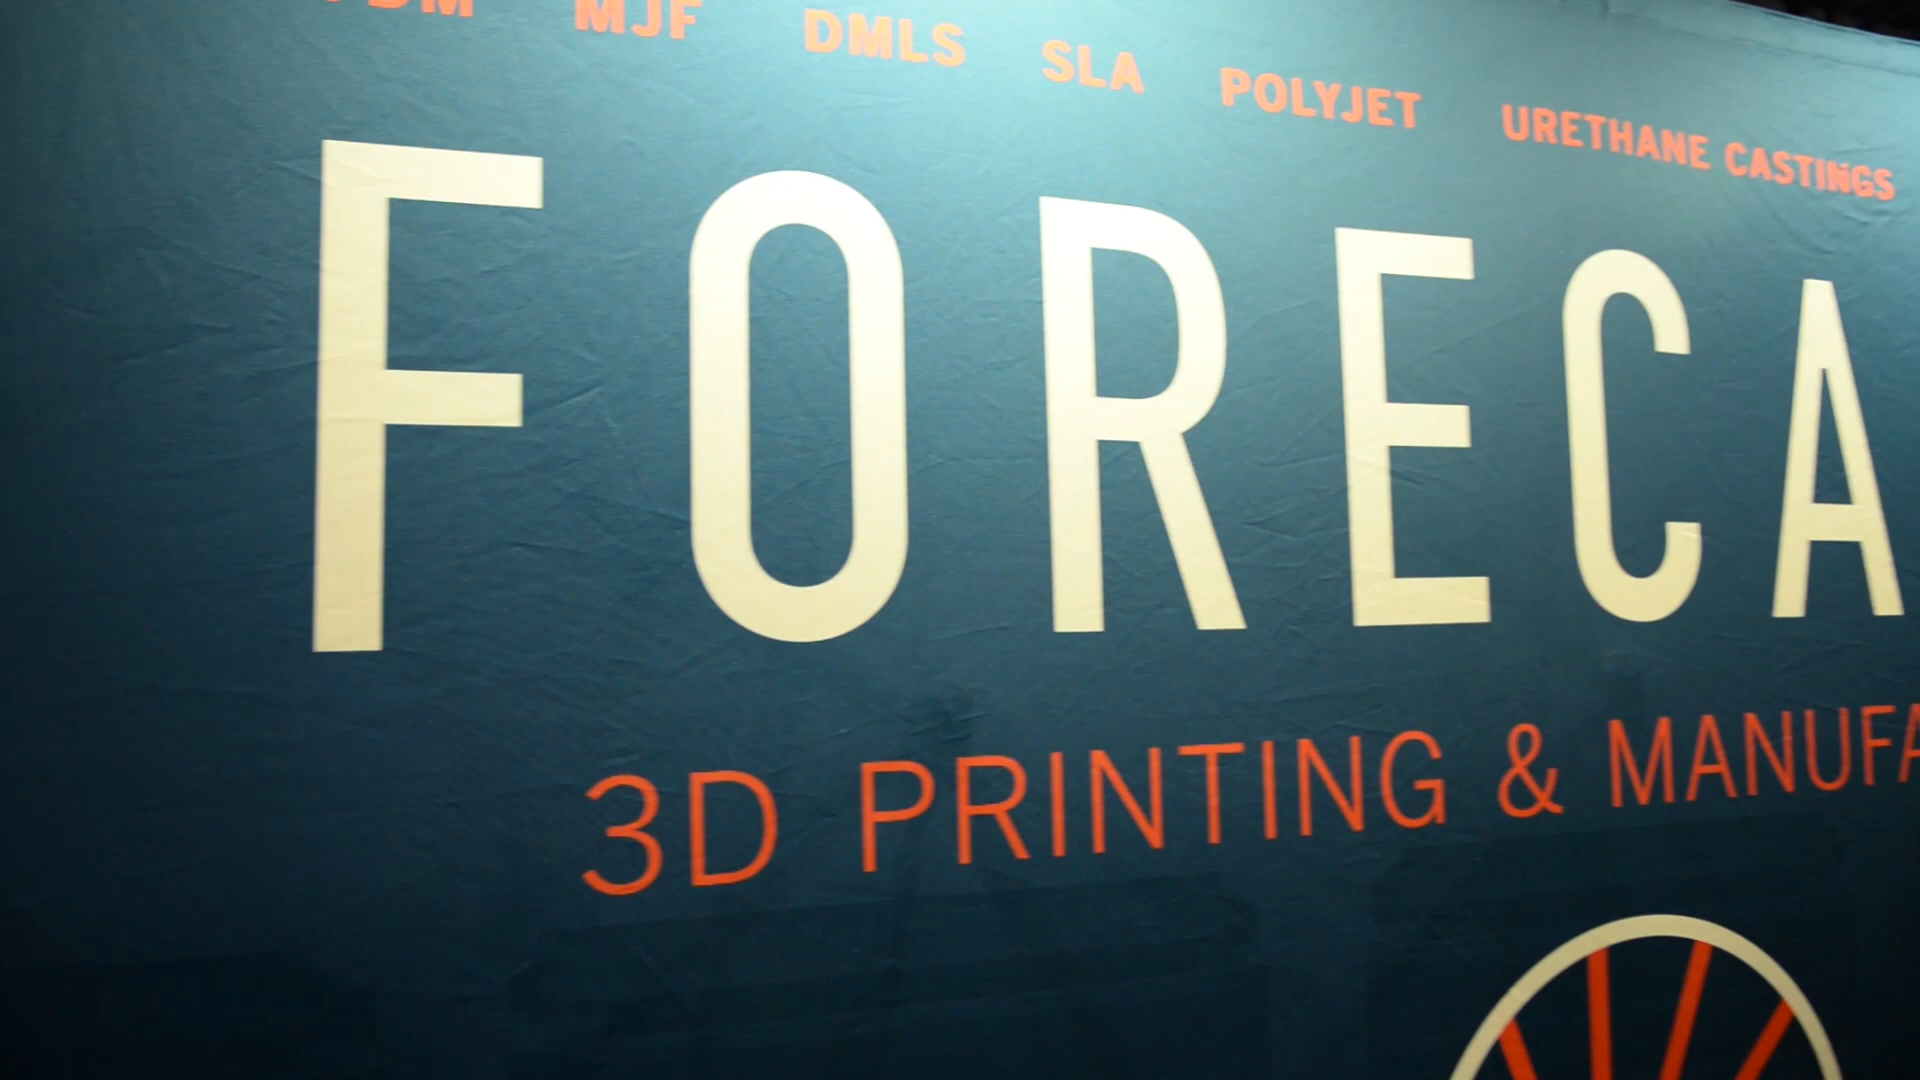 MJF DMLS SLA POLYJET URETHANE CASTINGS
FORECA
3D PRINTING & MANUFA